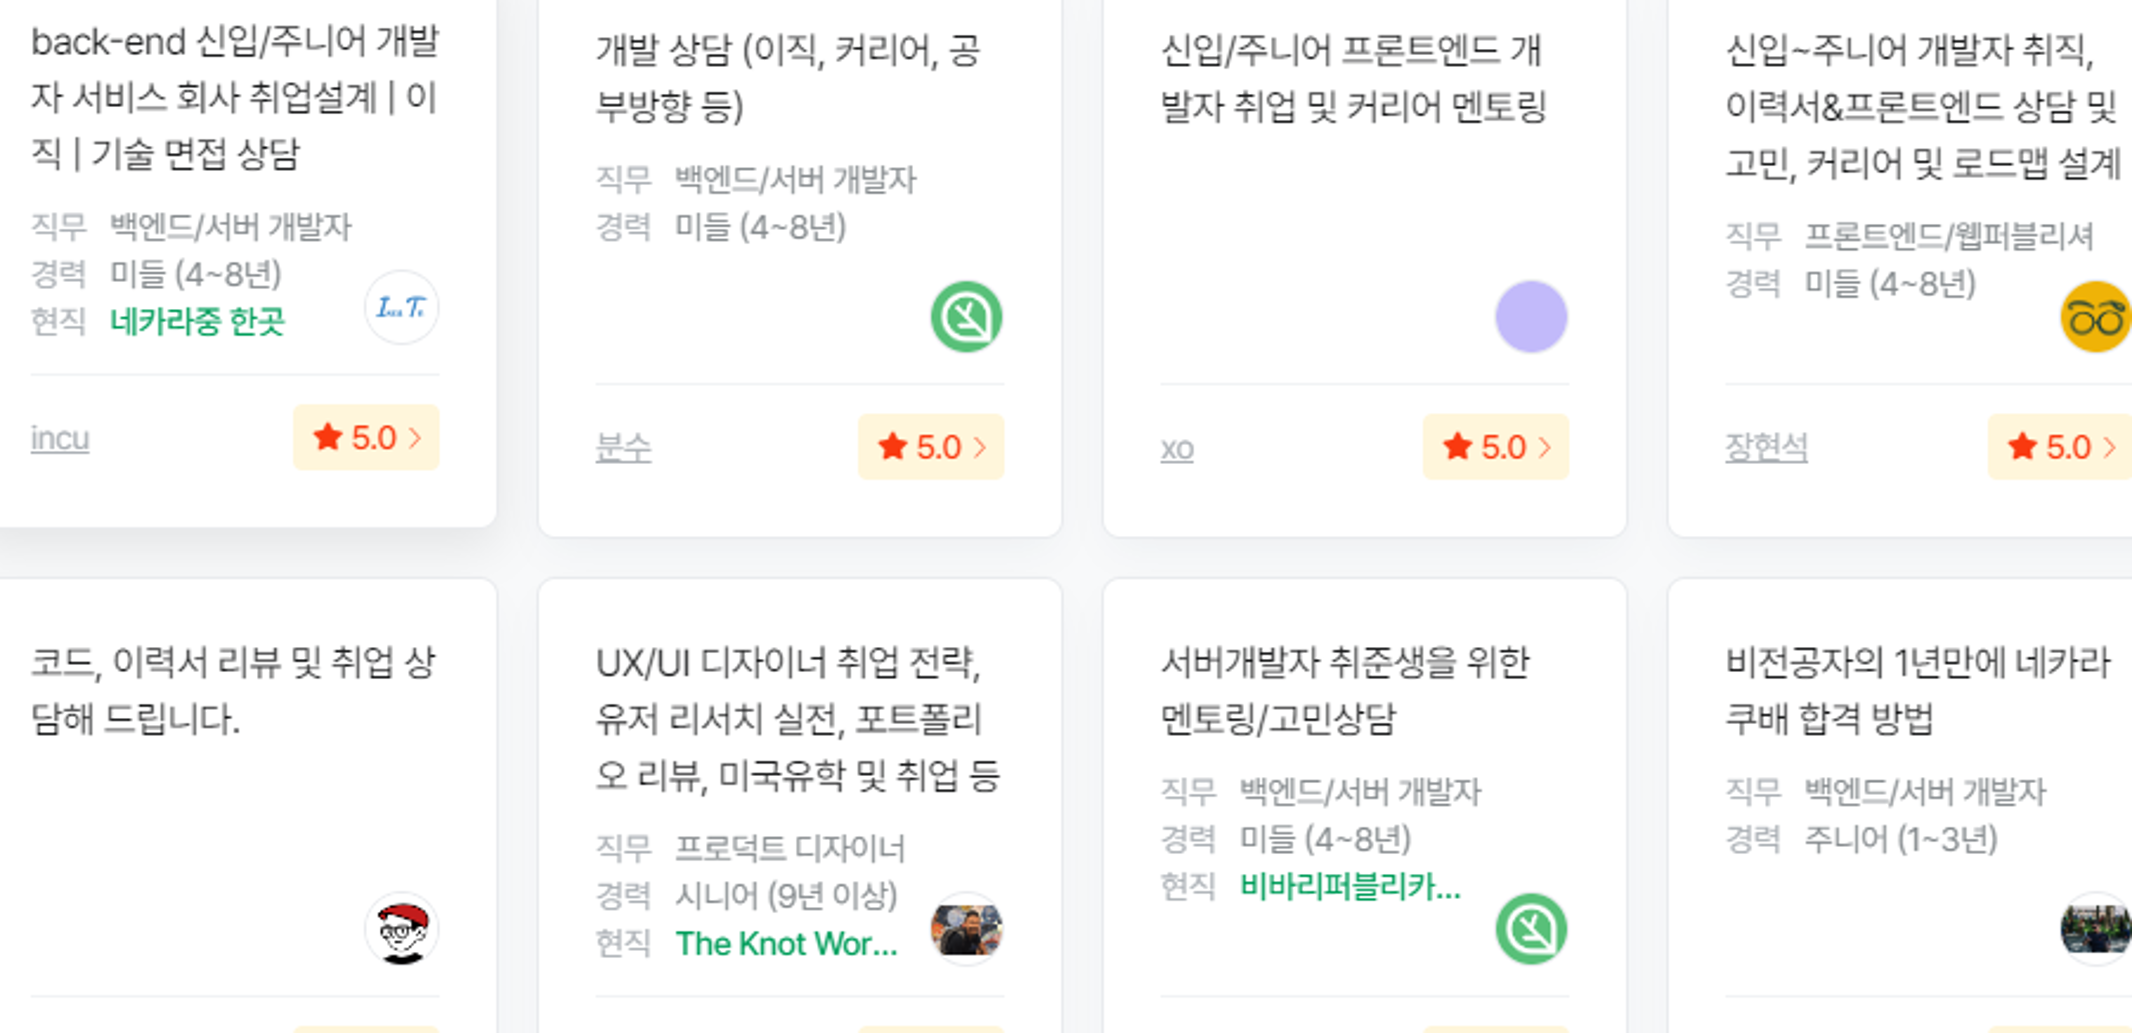 back-end 신입/주니어 개발
자 서비스 회사 취업설계 | 이
직 | 기술 면접 상담
직무 백엔드/서버 개발자
경력 미들 (4~8년)
현직 네카라중 한곳
incu
5.0
개발 상담 (이직, 커리어, 공
부방향 등)
직무 백엔드/서버 개발자
경력 미들 (4~8년)
분수
5.0
신입/주니어 프론트엔드 개
발자 취업 및 커리어 멘토링
xo
5.0
신입~주니어 개발자 취직,
이력서&프론트엔드 상담 및
고민, 커리어 및 로드맵 설계
직무 프론트엔드/웹퍼블리셔
경력 미들 (4~8년)
장현석
5.0
코드, 이력서 리뷰 및 취업 상
담해 드립니다.
UX/UI 디자이너 취업 전략,
유저 리서치 실전, 포트폴리
오 리뷰, 미국유학 및 취업 등
직무 프로덕트 디자이너
경력 시니어 (9년 이상)
현직 The Knot Wor...
서버개발자 취준생을 위한
멘토링/고민상담
직무 백엔드/서버 개발자
경력 미들 (4~8년)
현직 비바리퍼블리카...
비전공자의 1년만에 네카라
쿠배 합격 방법
직무 백엔드/서버 개발자
경력 주니어 (1~3년)